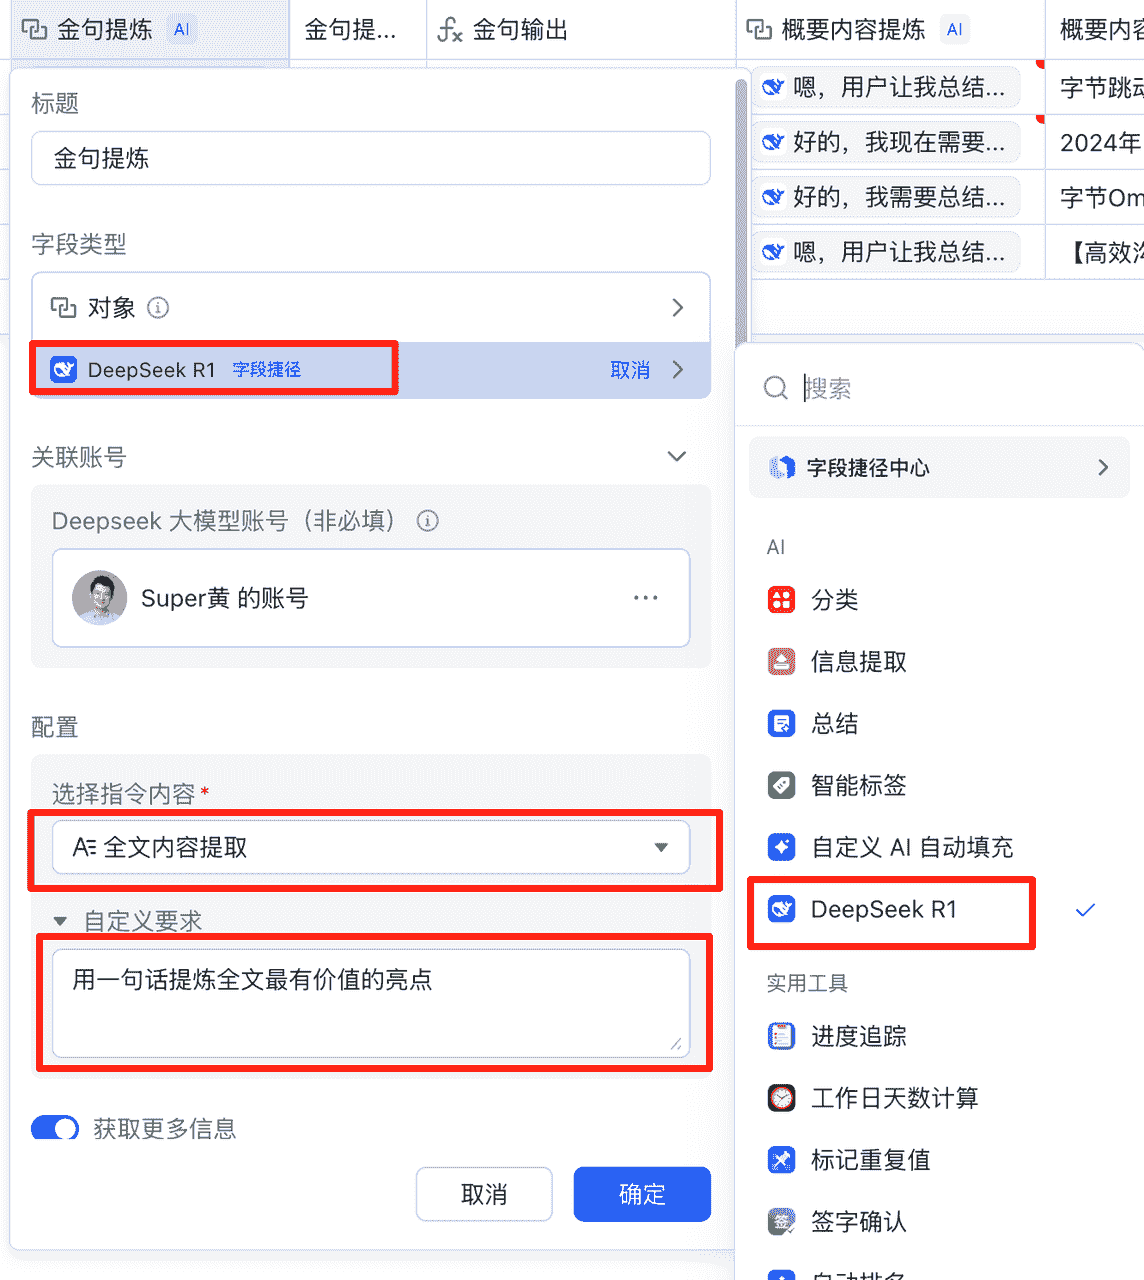 金句提炼 AI 金句提... fx 金句输出 概要内容提炼 AI 概要内容
标题
金句提炼
字段类型
对象
DeepSeek R1 字段捷径 取消
关联账号
Deepseek 大模型账号（非必填）
Super黄 的账号
配置
选择指令内容 *
A 全文内容提取
自定义要求
用一句话提炼全文最有价值的亮点
获取更多信息
取消 确定
嗯，用户让我总结... 字节跳动
好的，我现在需要... 2024年
好的，我需要总结... 字节Om
嗯，用户让我总结... 【高效沟
搜索
字段捷径中心
AI
分类
信息提取
总结
智能标签
自定义 AI 自动填充
DeepSeek R1
实用工具
进度追踪
工作日天数计算
标记重复值
签 签字确认